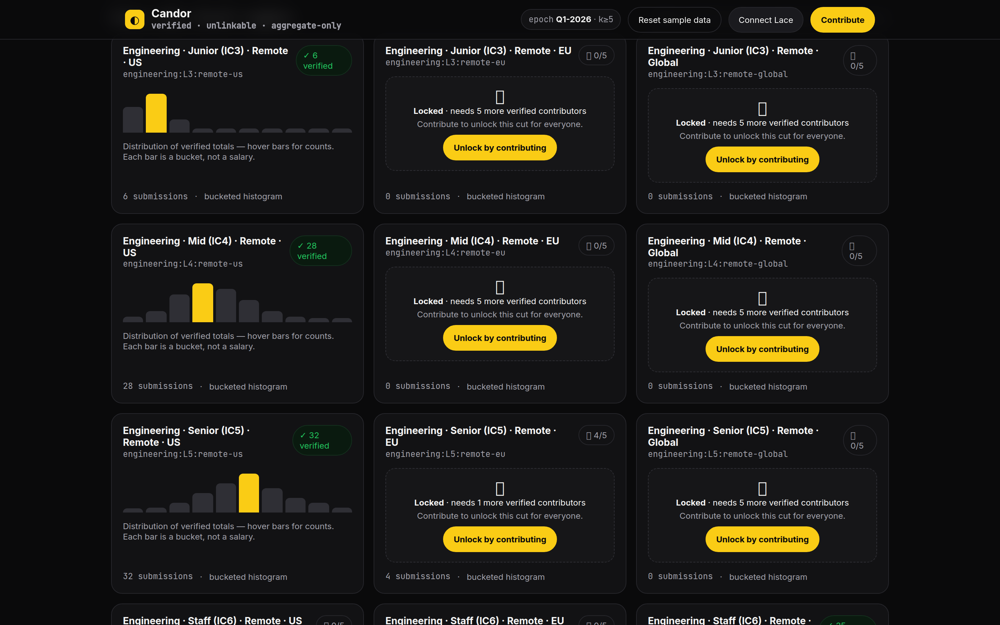 Candor
verified · unlinkable · aggregate-only
epoch Q1-2026 · k≥5
Reset sample data
Connect Lace
Contribute
Engineering · Junior (IC3) · Remote
· US
engineering:L3:remote-us
✓ 6
verified
Distribution of verified totals — hover bars for counts.
Each bar is a bucket, not a salary.
6 submissions · bucketed histogram
Engineering · Junior (IC3) · Remote · EU
engineering:L3:remote-eu
0/5
Locked · needs 5 more verified contributors
Contribute to unlock this cut for everyone.
Unlock by contributing
0 submissions · bucketed histogram
Engineering · Junior (IC3) · Remote ·
Global
engineering:L3:remote-global
0/5
Locked · needs 5 more verified contributors
Contribute to unlock this cut for everyone.
Unlock by contributing
0 submissions · bucketed histogram
Engineering · Mid (IC4) · Remote ·
US
engineering:L4:remote-us
✓ 28
verified
Distribution of verified totals — hover bars for counts.
Each bar is a bucket, not a salary.
28 submissions · bucketed histogram
Engineering · Mid (IC4) · Remote · EU
engineering:L4:remote-eu
0/5
Locked · needs 5 more verified contributors
Contribute to unlock this cut for everyone.
Unlock by contributing
0 submissions · bucketed histogram
Engineering · Mid (IC4) · Remote ·
Global
engineering:L4:remote-global
0/5
Locked · needs 5 more verified contributors
Contribute to unlock this cut for everyone.
Unlock by contributing
0 submissions · bucketed histogram
Engineering · Senior (IC5) ·
Remote · US
engineering:L5:remote-us
✓ 32
verified
Distribution of verified totals — hover bars for counts.
Each bar is a bucket, not a salary.
32 submissions · bucketed histogram
Engineering · Senior (IC5) · Remote ·
EU
engineering:L5:remote-eu
4/5
Locked · needs 1 more verified contributors
Contribute to unlock this cut for everyone.
Unlock by contributing
4 submissions · bucketed histogram
Engineering · Senior (IC5) · Remote ·
Global
engineering:L5:remote-global
0/5
Locked · needs 5 more verified contributors
Contribute to unlock this cut for everyone.
Unlock by contributing
0 submissions · bucketed histogram
Engineering · Staff (IC6) · Remote · US
0/5
Engineering · Staff (IC6) · Remote · EU
0/5
Engineering · Staff (IC6) · Remote ·